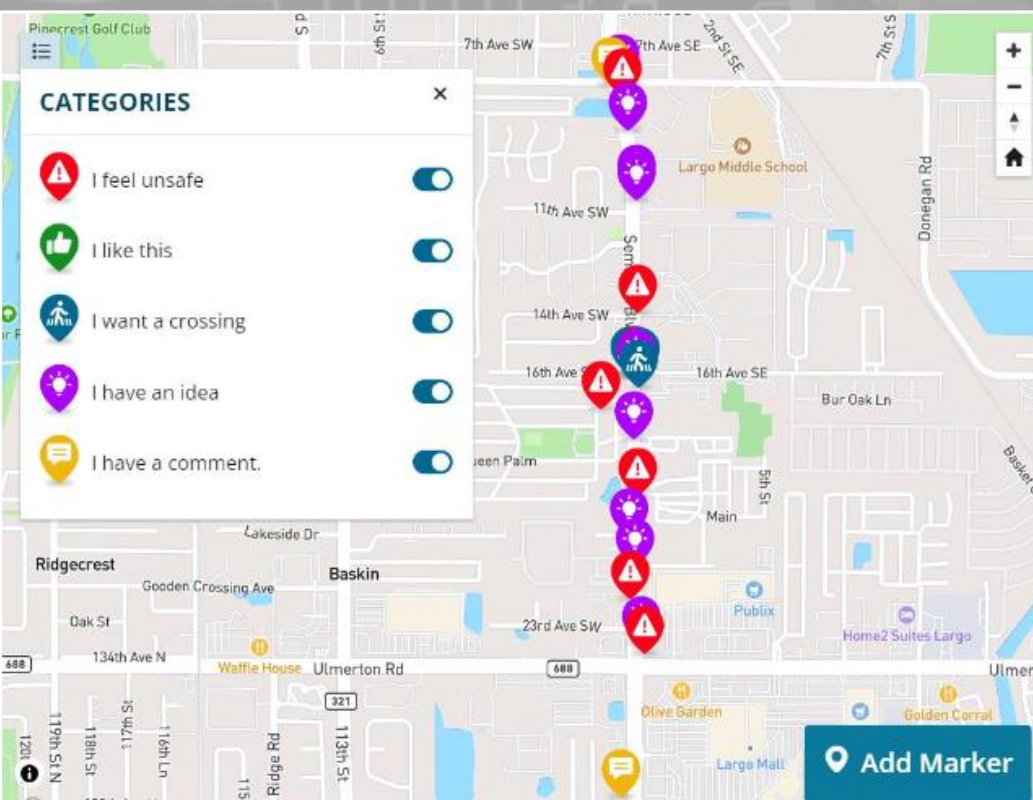 Pinecrest Golf Club
6th St
7th Ave SW
7th Ave SE
2nd St SE
7th St S
CATEGORIES
I feel unsafe
I like this
I want a crossing
I have an idea
I have a comment.
Largo Middle School
Donegan Rd
11th Ave SW
14th Ave SW
16th Ave
16th Ave SE
Bur Oak Ln
ueen Palm
5th St
Main
Lakeside Dr
Ridgecrest
Gooden Crossing Ave
Baskin
Oak St
23rd Ave SW
Publix
Home2 Suites Largo
134th Ave N
688
Waffle House
Ulmerton Rd
688
Ulmer
321
Olive Garden
Golden Corral
119th St N
118th St
117th St
116th Ln
Ridge Rd
113th St
Largo Mall
Add Marker